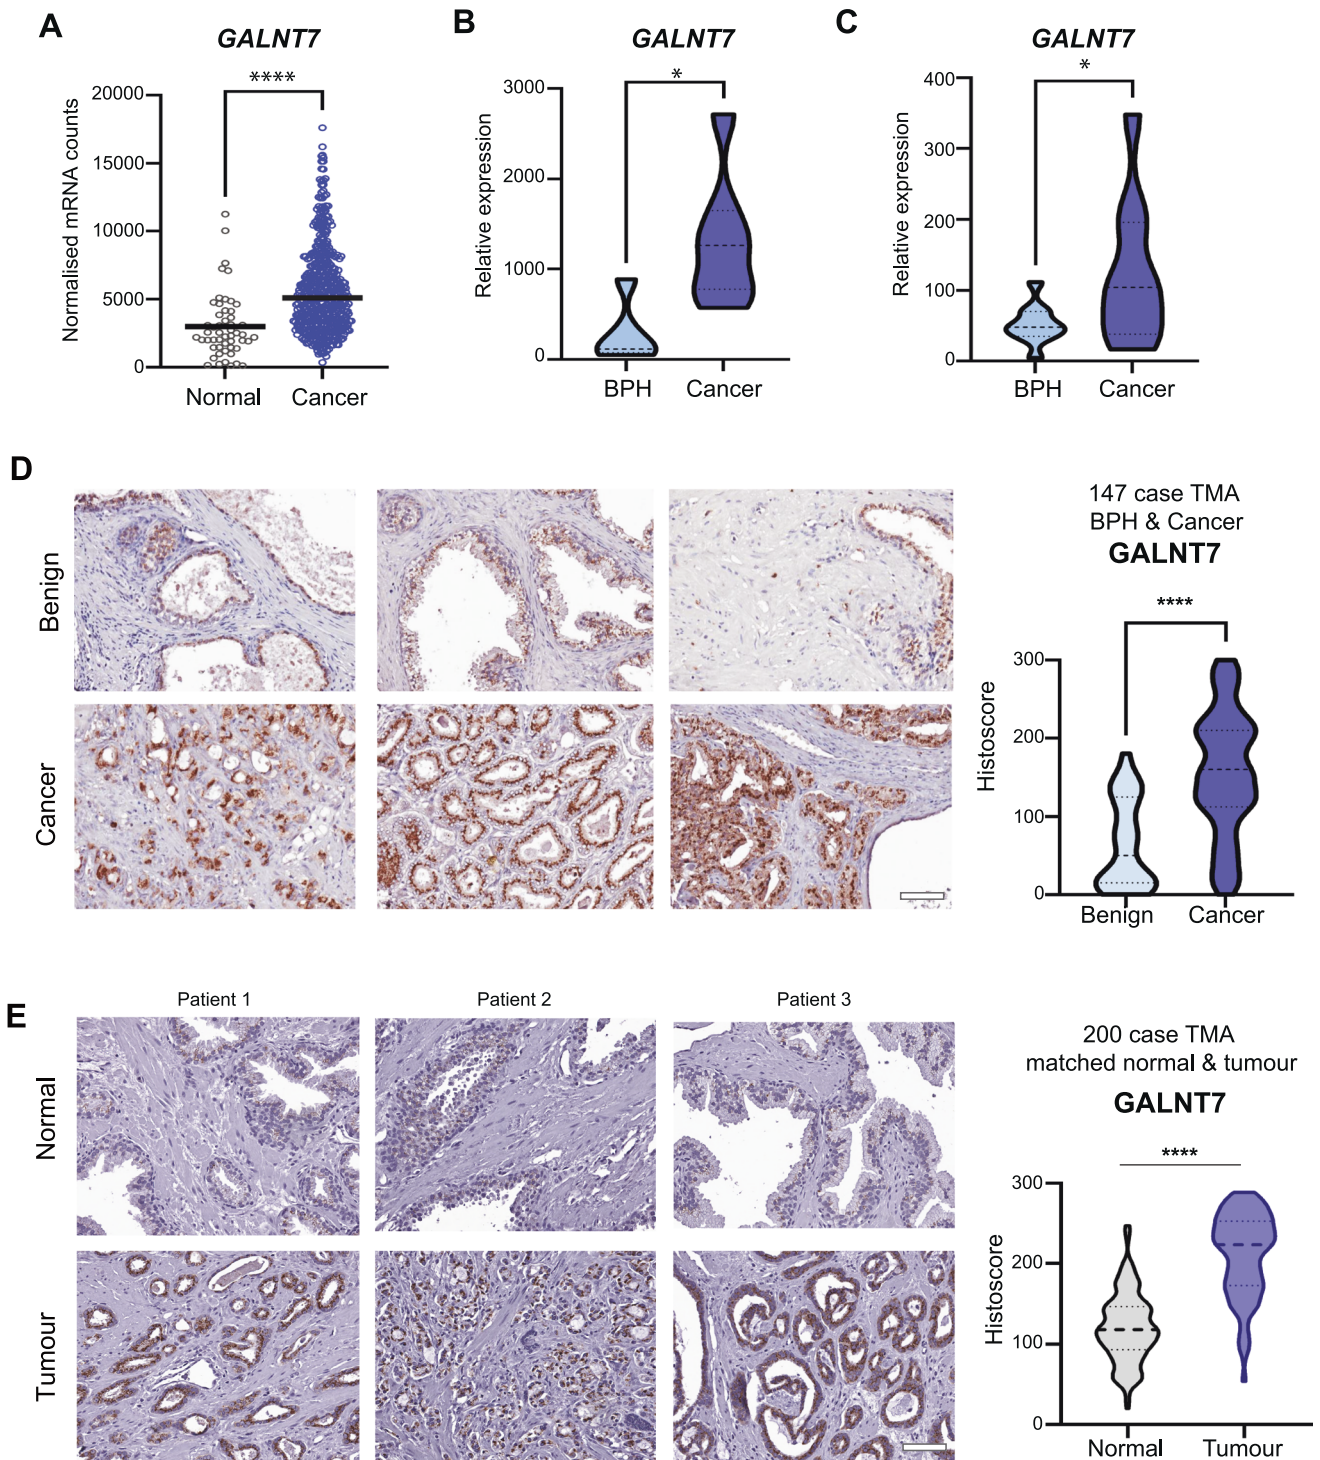 A
GALNT7
****
Normalised mRNA counts
20000
15000
10000
5000
0
Normal
Cancer
B
GALNT7
*
Relative expression
3000
2000
1000
0
BPH
Cancer
C
GALNT7
*
Relative expression
400
300
200
100
0
BPH
Cancer
D
Benign
Cancer
147 case TMA
BPH & Cancer
GALNT7
****
Histoscore
300
200
100
0
Benign
Cancer
E
Patient 1
Patient 2
Patient 3
Normal
Tumour
200 case TMA
matched normal & tumour
GALNT7
****
Histoscore
300
200
100
0
Normal
Tumour